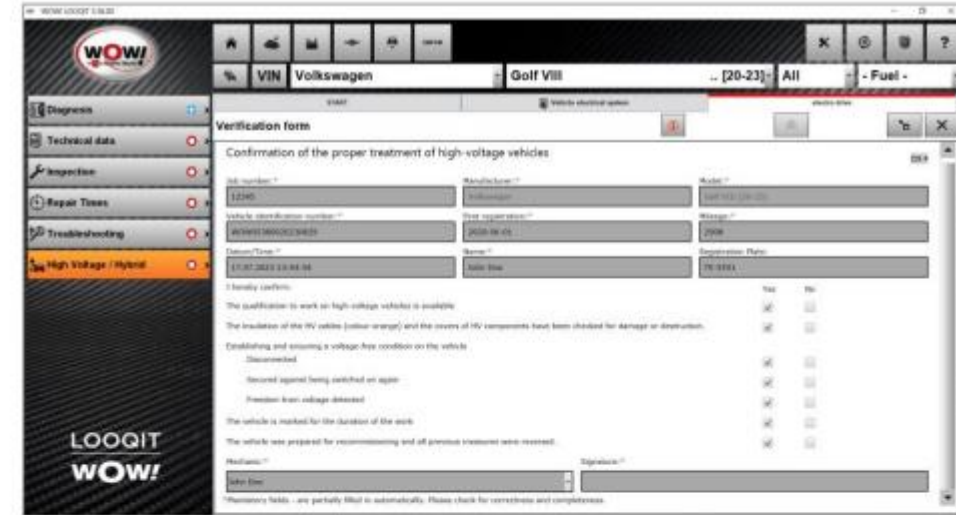 WOW! LOOQIT
WOW!
VIN Volkswagen Golf VIII .. [20-23] All - Fuel -
START Vehicle electrical system electro drive
Verification form
Diagnosis
Technical data
Inspection
Repair Times
Troubleshooting
High Voltage / Hybrid
Confirmation of the proper treatment of high-voltage vehicles
Job number:* Manufacturer:* Model:*
12345 Volkswagen
Vehicle identification number:* First registration:* Mileage:*
2020-06-01
Datum/Time:* Name:* Registration Plate:
John Doe
I hereby confirm: Yes No
The qualification to work on high-voltage vehicles is available
The insulation of the HV cables (colour orange) and the covers of HV components have been checked for damage or destruction.
Establishing and ensuring a voltage-free condition on the vehicle
Disconnected
Secured against being switched on again
Freedom from voltage detected
The vehicle is marked for the duration of the work
The vehicle was prepared for recommissioning and all previous measures were reversed.
Mechanic:* Signature:*
John Doe
*Mandatory fields - are partially filled in automatically. Please check for correctness and completeness.
LOOQIT
WOW!